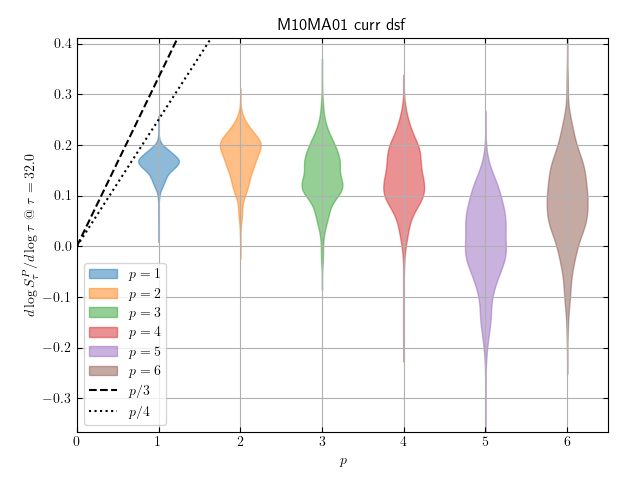 M10MA01 curr dsf
d log S_τ^P / d log τ @ τ = 32.0
0.4
0.3
0.2
0.1
0.0
−0.1
−0.2
−0.3
p = 1
p = 2
p = 3
p = 4
p = 5
p = 6
p/3
p/4
0 1 2 3 4 5 6
p